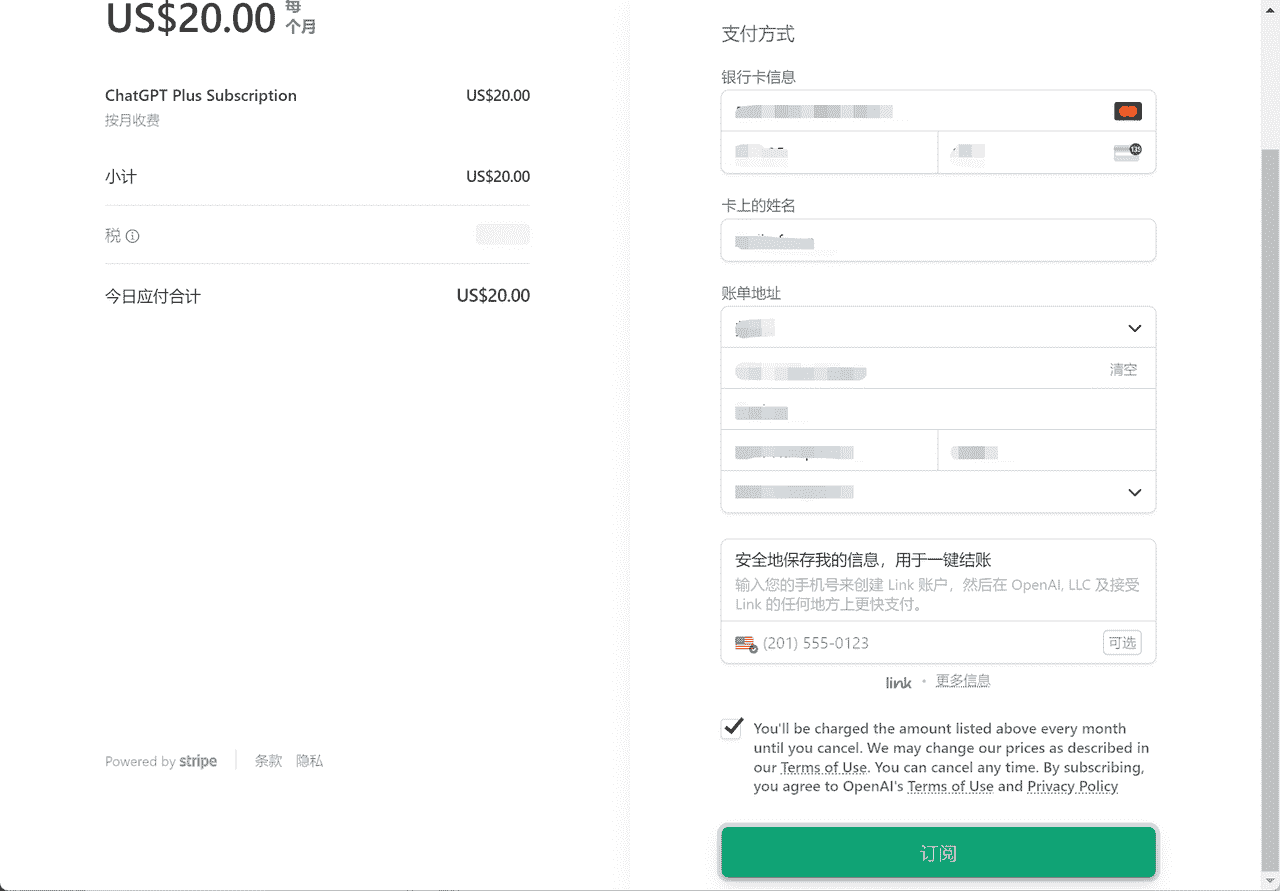 US$20.00 每
个月
ChatGPT Plus Subscription US$20.00
按月收费
小计 US$20.00
税
今日应付合计 US$20.00
Powered by stripe 条款 隐私
支付方式
银行卡信息
135
卡上的姓名
账单地址
清空
安全地保存我的信息，用于一键结账
输入您的手机号来创建 Link 账户，然后在 OpenAI, LLC 及接受
Link 的任何地方上更快支付。
(201) 555-0123 可选
link • 更多信息
You'll be charged the amount listed above every month
until you cancel. We may change our prices as described in
our Terms of Use. You can cancel any time. By subscribing,
you agree to OpenAI's Terms of Use and Privacy Policy
订阅